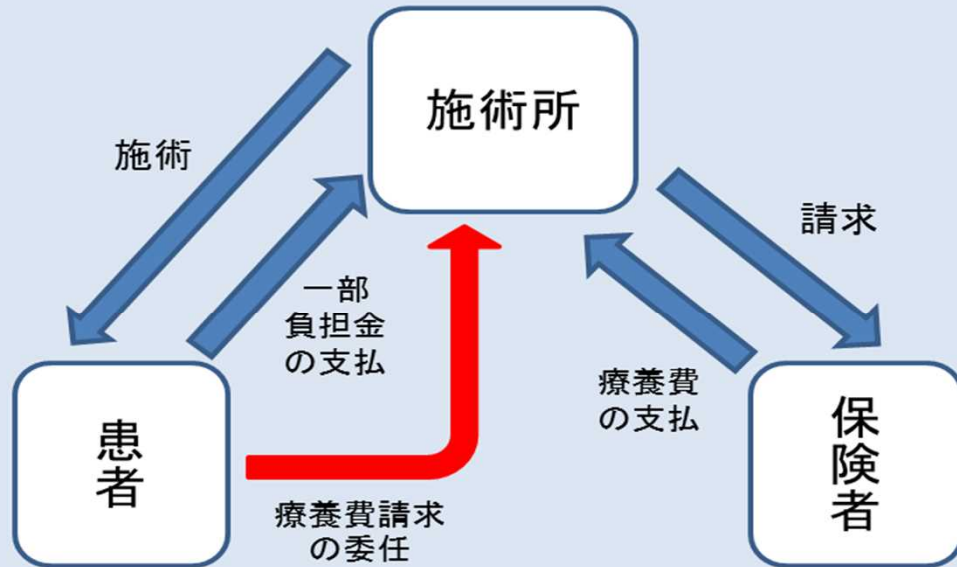 施術所
施術
請求
一部
負担金
の支払
療養費
の支払
患者
保険者
療養費請求
の委任